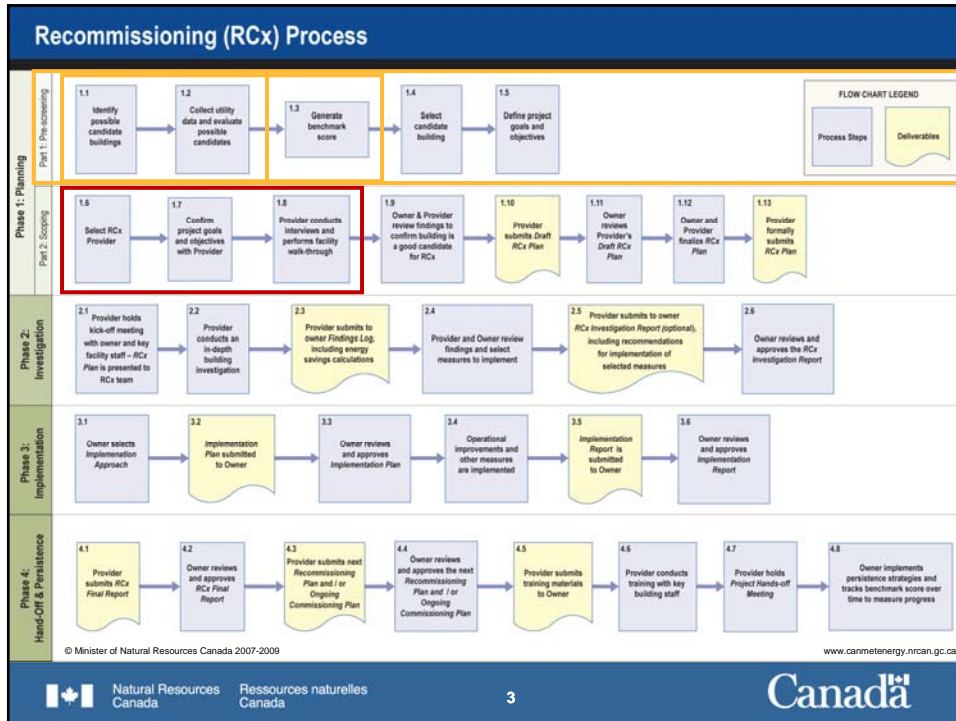 Recommissioning (RCx) Process
Phase 1: Planning
Part 1: Pre-screening
1.1
Identify
possible
candidate
buildings
1.2
Collect utility
data and evaluate
possible
candidates
1.3
Generate
benchmark
score
1.4
Select
candidate
building
1.5
Define project
goals and
objectives
FLOW CHART LEGEND
Process Steps
Deliverables
Part 2: Scoping
1.6
Select RCx
Provider
1.7
Confirm
project goals
and objectives
with Provider
1.8
Provider conducts
interviews and
performs facility
walk-through
1.9
Owner & Provider
review findings to
confirm building is
a good candidate
for RCx
1.10
Provider
submits Draft
RCx Plan
1.11
Owner
reviews
Provider's
Draft RCx
Plan
1.12
Owner and
Provider
finalize RCx
Plan
1.13
Provider
formally
submits
RCx Plan
Phase 2:
Investigation
2.1
Provider holds
kick-off meeting
with owner and key
facility staff – RCx
Plan is presented to
RCx team
2.2
Provider
conducts an
in-depth
building
investigation
2.3
Provider submits to
owner Findings Log,
including energy
savings calculations
2.4
Provider and Owner review
findings and select
measures to implement
2.5
Provider submits to owner
RCx Investigation Report (optional),
including recommendations
for implementation of
selected measures
2.6
Owner reviews and
approves the RCx
Investigation Report
Phase 3:
Implementation
3.1
Owner selects
Implemenation
Approach
3.2
Implementation
Plan submitted
to Owner
3.3
Owner reviews
and approves
Implementation Plan
3.4
Operational
improvements and
other measures
are implemented
3.5
Implementation
Report is
submitted
to Owner
3.6
Owner reviews
and approves
Implementation
Report
Phase 4:
Hand-Off & Persistence
4.1
Provider
submits RCx
Final Report
4.2
Owner reviews
and approves
RCx Final
Report
4.3
Provider submits next
Recommissioning
Plan and / or
Ongoing
Commissioning Plan
4.4
Owner reviews
and approves the next
Recommissioning
Plan and / or
Ongoing
Commissioning Plan
4.5
Provider submits
training materials
to Owner
4.6
Provider conducts
training with key
building staff
4.7
Provider holds
Project Hands-off
Meeting
4.8
Owner implements
persistence strategies and
tracks benchmark score over
time to measure progress
© Minister of Natural Resources Canada 2007-2009
www.canmetenergy.nrcan.gc.ca
Natural Resources
Canada
Ressources naturelles
Canada
3
Canada